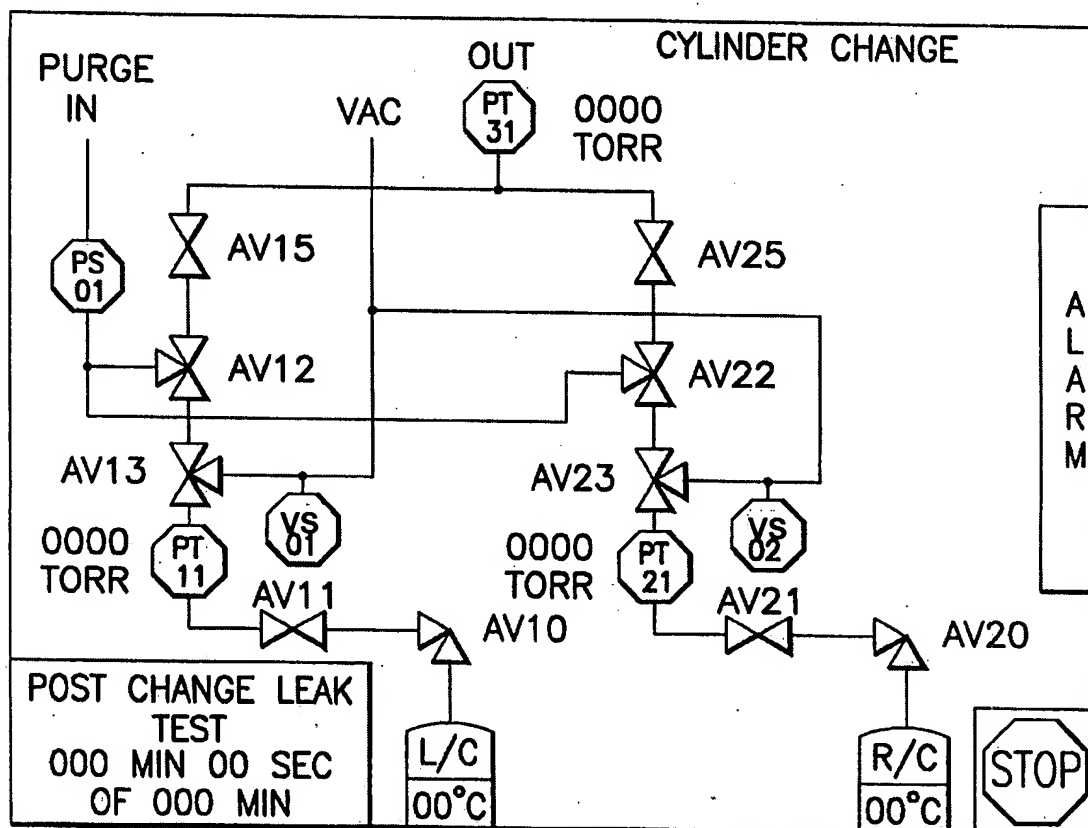 CYLINDER CHANGE
PURGE
IN
VAC
OUT
PT
31
0000
TORR
PS
01
AV15
AV25
AV12
AV22
AV13
AV23
VS
01
VS
02
0000
TORR
PT
11
0000
TORR
PT
21
AV11
AV10
AV21
AV20
A
L
A
R
M
POST CHANGE LEAK
TEST
000 MIN 00 SEC
OF 000 MIN
L/C
00°C
R/C
00°C
STOP